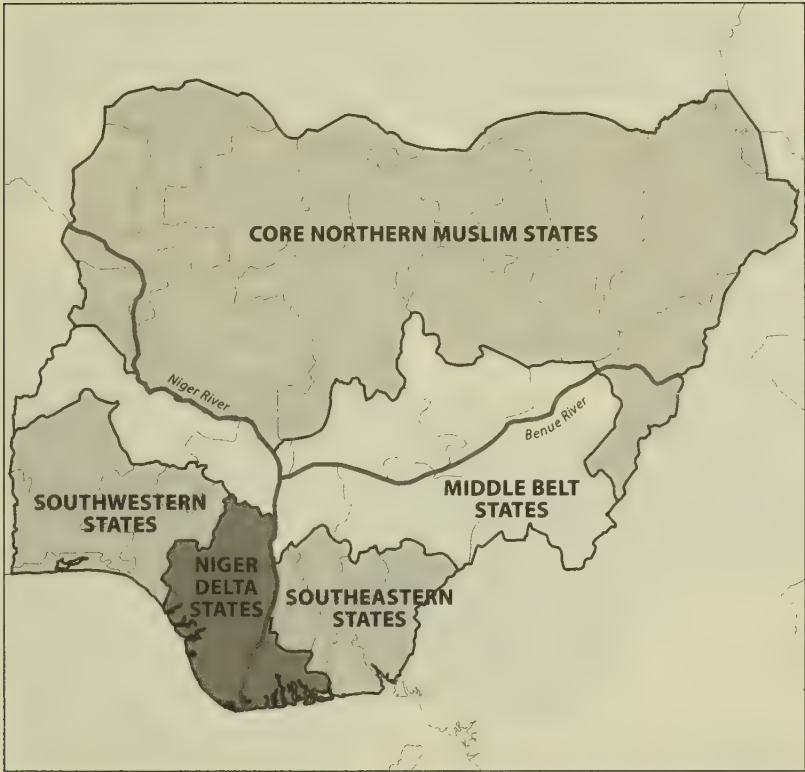 CORE NORTHERN MUSLIM STATES
Niger River
Benue River
SOUTHWESTERN
STATES
MIDDLE BELT
STATES
NIGER
DELTA
STATES
SOUTHEASTERN
STATES